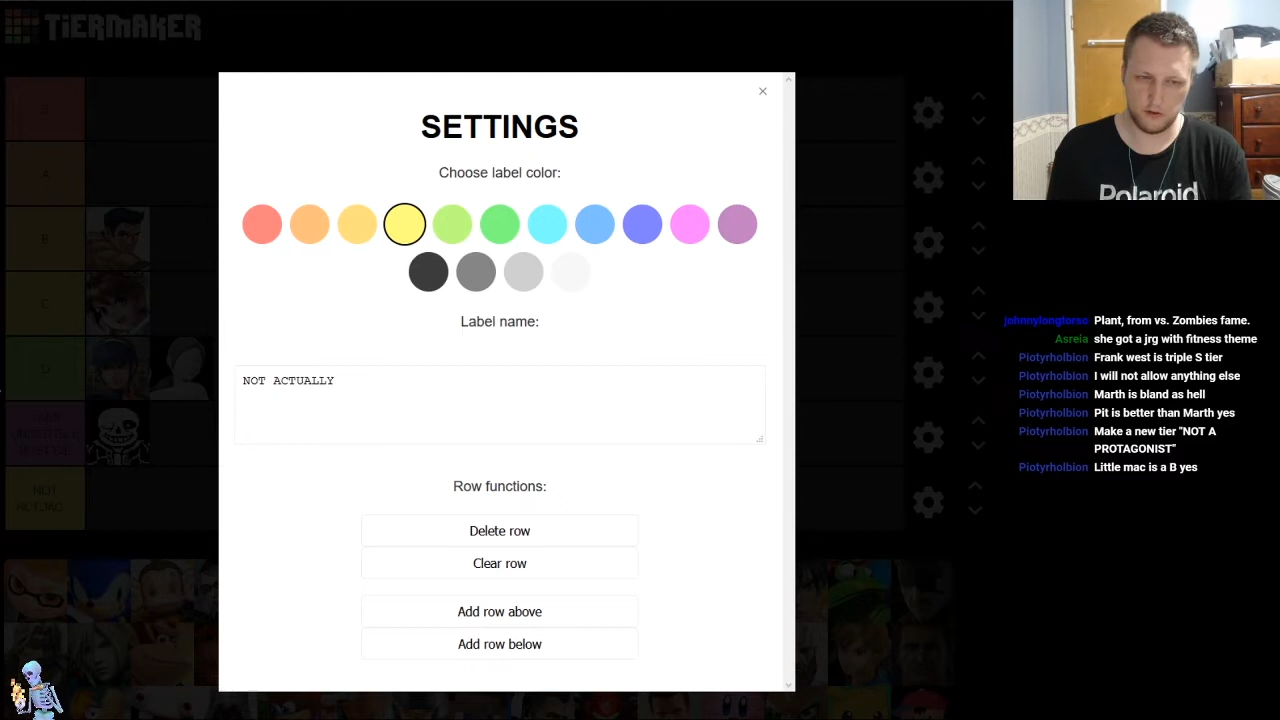 TIERMAKER
SETTINGS
Choose label color:
Label name:
NOT ACTUALLY
Row functions:
Delete row
Clear row
Add row above
Add row below
A
B
C
D
NOT
Polaroid
johnnylongtorso Plant, from vs. Zombies fame.
Asreia she got a jrg with fitness theme
Piotyrholbion Frank west is triple S tier
Piotyrholbion I will not allow anything else
Piotyrholbion Marth is bland as hell
Piotyrholbion Pit is better than Marth yes
Piotyrholbion Make a new tier "NOT A
PROTAGONIST"
Piotyrholbion Little mac is a B yes